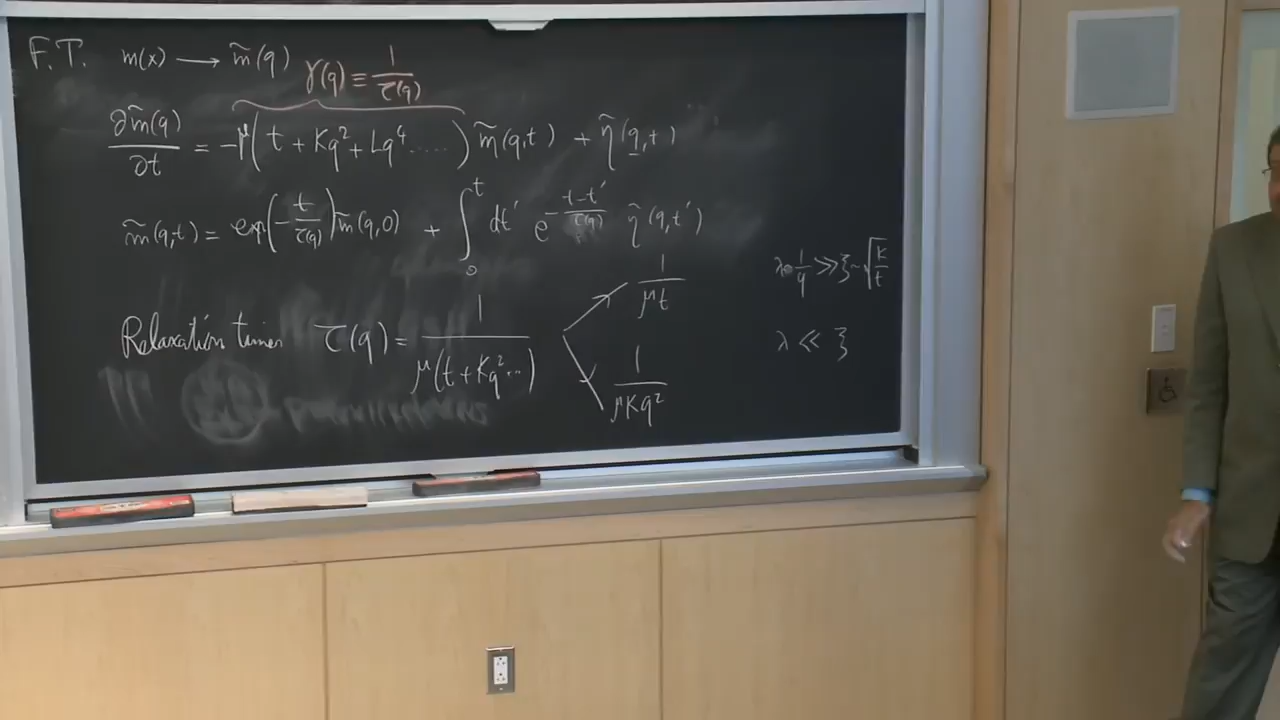 F.T. m(x) ⟶ m̃(q) γ(q) ≡ 1/τ(q)
∂m̃(q)/∂t = -μ(t + Kq² + Lq⁴.....) m̃(q,t) + η̃(q,t)
m̃(q,t) = exp(-t/τ(q)) m̃(q,0) + ∫₀ᵗ dt' e^{-(t-t')/τ(q)} η̃(q,t')
λ~1/q ≫ ξ~√(K/t)
Relaxation times τ(q) = 1/μ(t + Kq²...) 1/μt
λ ≪ ξ
1/μKq²